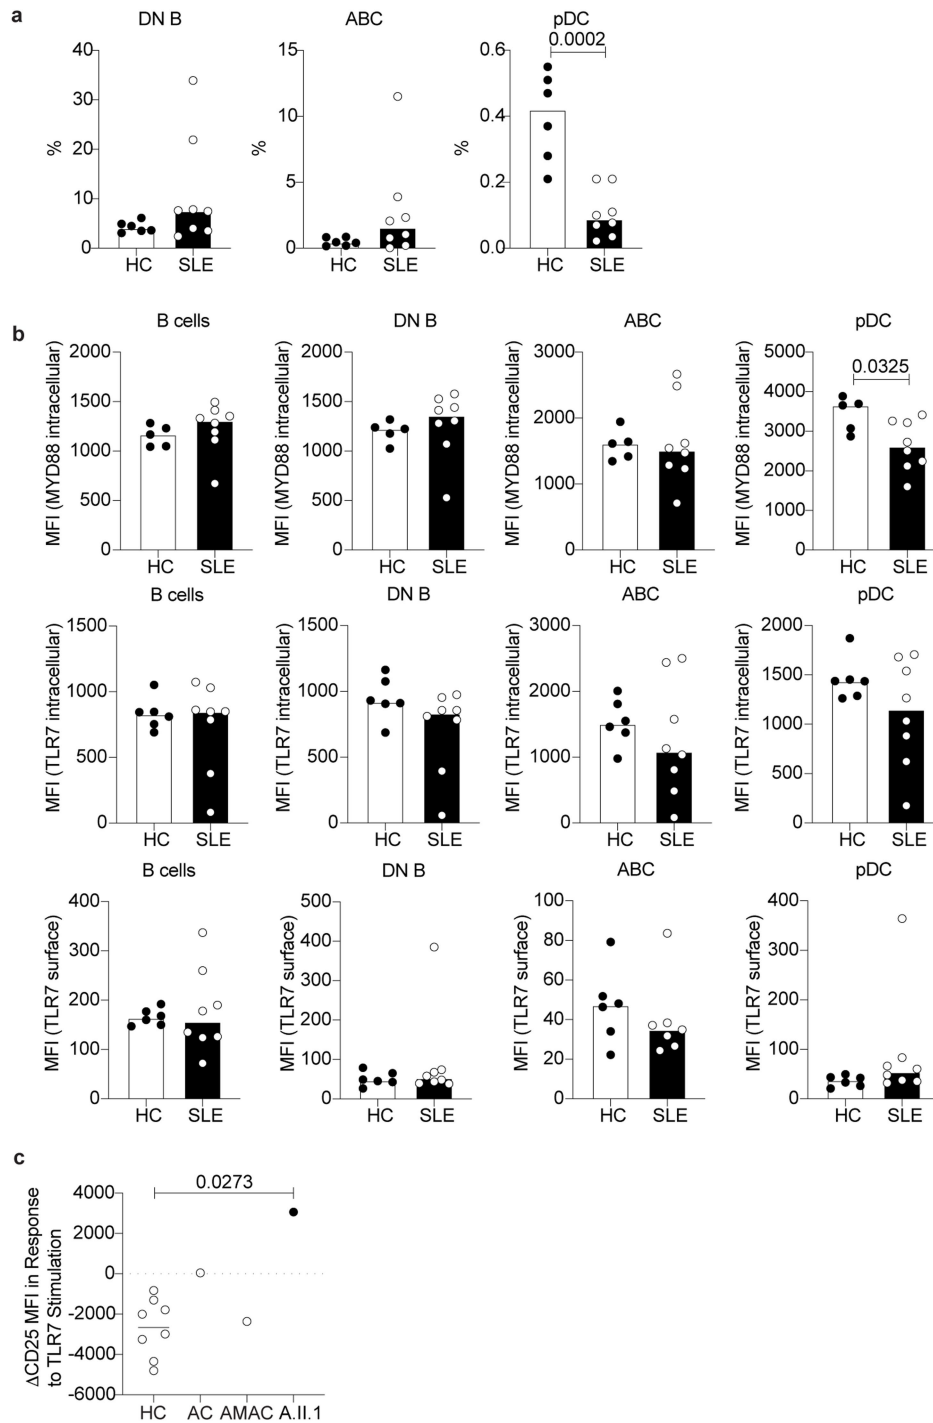 a
DN B
ABC
pDC
0.0002
40
30
20
10
0
%
HC
SLE
15
10
5
0
%
HC
SLE
0.6
0.4
0.2
0.0
%
HC
SLE
b
B cells
DN B
ABC
pDC
MFI (MYD88 intracellular)
2000
1500
1000
500
0
HC
SLE
MFI (MYD88 intracellular)
2000
1500
1000
500
0
HC
SLE
MFI (MYD88 intracellular)
3000
2000
1000
0
HC
SLE
MFI (MYD88 intracellular)
5000
4000
3000
2000
1000
0
0.0325
HC
SLE
B cells
DN B
ABC
pDC
MFI (TLR7 intracellular)
1500
1000
500
0
HC
SLE
MFI (TLR7 intracellular)
1500
1000
500
0
HC
SLE
MFI (TLR7 intracellular)
3000
2000
1000
0
HC
SLE
MFI (TLR7 intracellular)
2000
1500
1000
500
0
HC
SLE
B cells
DN B
ABC
pDC
MFI (TLR7 surface)
400
300
200
100
0
HC
SLE
MFI (TLR7 surface)
500
400
300
200
100
0
HC
SLE
MFI (TLR7 surface)
100
80
60
40
20
0
HC
SLE
MFI (TLR7 surface)
400
300
200
100
0
HC
SLE
c
ΔCD25 MFI in Response
to TLR7 Stimulation
4000
2000
0
-2000
-4000
-6000
0.0273
HC
AC
AMAC
A.II.1